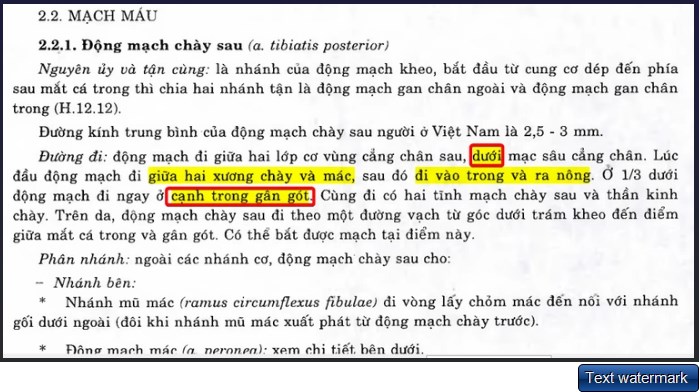 2.2. MẠCH MÁU
2.2.1. Động mạch chày sau (a. tibiatis posterior)
Nguyên ủy và tận cùng: là nhánh của động mạch kheo, bắt đầu từ cung cơ dép đến phía
sau mắt cá trong thì chia hai nhánh tận là động mạch gan chân ngoài và động mạch gan chân
trong (H.12.12).
Đường kính trung bình của động mạch chày sau người ở Việt Nam là 2,5 - 3 mm.
Đường đi: động mạch đi giữa hai lớp cơ vùng cẳng chân sau, dưới mạc sâu cẳng chân. Lúc
đầu động mạch đi giữa hai xương chày và mác, sau đó đi vào trong và ra nông. Ở 1/3 dưới
động mạch đi ngay ở cạnh trong gân gót. Cùng đi có hai tĩnh mạch chày sau và thần kinh
chày. Trên da, động mạch chày sau đi theo một đường vạch từ góc dưới trám kheo đến điểm
giữa mắt cá trong và gân gót. Có thể bắt được mạch tại điểm này.
Phân nhánh: ngoài các nhánh cơ, động mạch chày sau cho:
- Nhánh bên:
* Nhánh mũ mác (ramus circumflexus fibulae) đi vòng lấy chỏm mác đến nối với nhánh
gối dưới ngoài (đôi khi nhánh mũ mác xuất phát từ động mạch chày trước).
* Động mạch mác (a. peronea): xem chi tiết bên dưới.
Text watermark